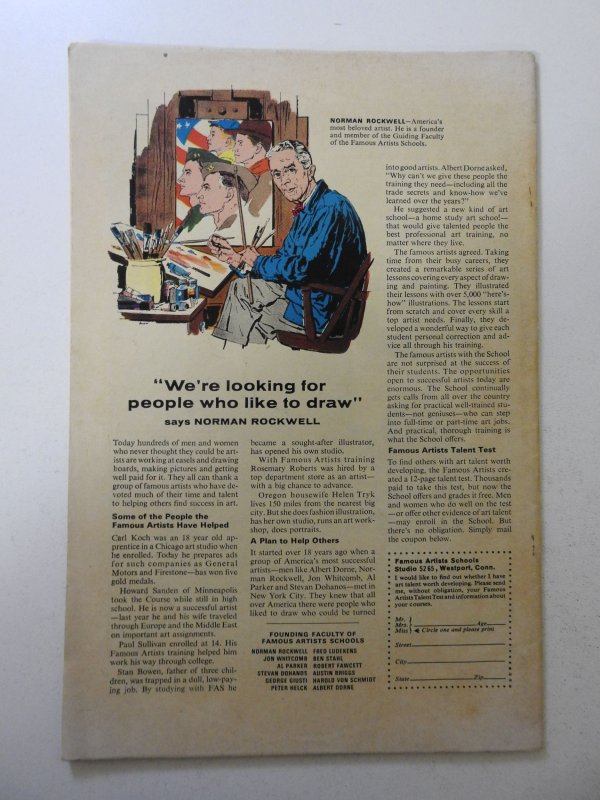 NORMAN ROCKWELL—America's
most beloved artist. He is a founder
and member of the Guiding Faculty
of the Famous Artists Schools.
"We're looking for
people who like to draw"
says NORMAN ROCKWELL
Today hundreds of men and women
who never thought they could be art-
ists are working at easels and drawing
boards, making pictures and getting
well paid for it. They all can thank a
group of famous artists who have de-
voted much of their time and talent
to helping others find success in art.
Some of the People the
Famous Artists Have Helped
Carl Koch was an 18 year old ap-
prentice in a Chicago art studio when
he enrolled. Today he prepares ads
for such companies as General
Motors and Firestone—has won five
gold medals.
Howard Sanden of Minneapolis
took the Course while still in high
school. He is now a successful artist
—last year he and his wife traveled
through Europe and the Middle East
on important art assignments.
Paul Sullivan enrolled at 14. His
Famous Artists training helped him
work his way through college.
Stan Bowen, father of three chil-
dren, was trapped in a dull, low-pay-
ing job. By studying with FAS he
became a sought-after illustrator,
has opened his own studio.
With Famous Artists training
Rosemary Roberts was hired by a
top department store as an artist—
with a big chance to advance.
Oregon housewife Helen Tryk
lives 150 miles from the nearest big
city. But she does fashion illustration,
has her own studio, runs an art work-
shop, does portraits.
A Plan to Help Others
It started over 18 years ago when a
group of America's most successful
artists—men like Albert Dorne, Nor-
man Rockwell, Jon Whitcomb, Al
Parker and Stevan Dohanos—met in
New York City. They knew that all
over America there were people who
liked to draw who could be turned
FOUNDING FACULTY OF
FAMOUS ARTISTS SCHOOLS
NORMAN ROCKWELL FRED LUDEKENS
JON WHITCOMB BEN STAHL
AL PARKER ROBERT FAWCETT
STEVAN DOHANOS AUSTIN BRIGGS
GEORGE GIUSTI HAROLD VON SCHMIDT
PETER HELCK ALBERT DORNE
into good artists. Albert Dorne asked,
"Why can't we give these people the
training they need—including all the
trade secrets and know-how we've
learned over the years?"
He suggested a new kind of art
school—a home study art school—
that would give talented people the
best professional art training, no
matter where they live.
The famous artists agreed. Taking
time from their busy careers, they
created a remarkable series of art
lessons covering every aspect of draw-
ing and painting. They illustrated
their lessons with over 5,000 "here's-
how" illustrations. The lessons start
from scratch and cover every skill a
top artist needs. Finally, they de-
veloped a wonderful way to give each
student personal correction and ad-
vice all through his training.
The famous artists with the School
are not surprised at the success of
their students. The opportunities
open to successful artists today are
enormous. The School continually
gets calls from all over the country
asking for practical well-trained stu-
dents—not geniuses—who can step
into full-time or part-time art jobs.
And practical, thorough training is
what the School offers.
Famous Artists Talent Test
To find others with art talent worth
developing, the Famous Artists cre-
ated a 12-page talent test. Thousands
paid to take this test, but now the
School offers and grades it free. Men
and women who do well on the test
—or offer other evidence of art talent
—may enroll in the School. But
there's no obligation. Simply mail
the coupon below.
Famous Artists Schools
Studio 5265, Westport, Conn.
I would like to find out whether I have
art talent worth developing. Please send
me, without obligation, your Famous
Artists Talent Test and information about
your courses.
Mr.
Mrs. Age
Miss Circle one and please print
Street
City
State Zip